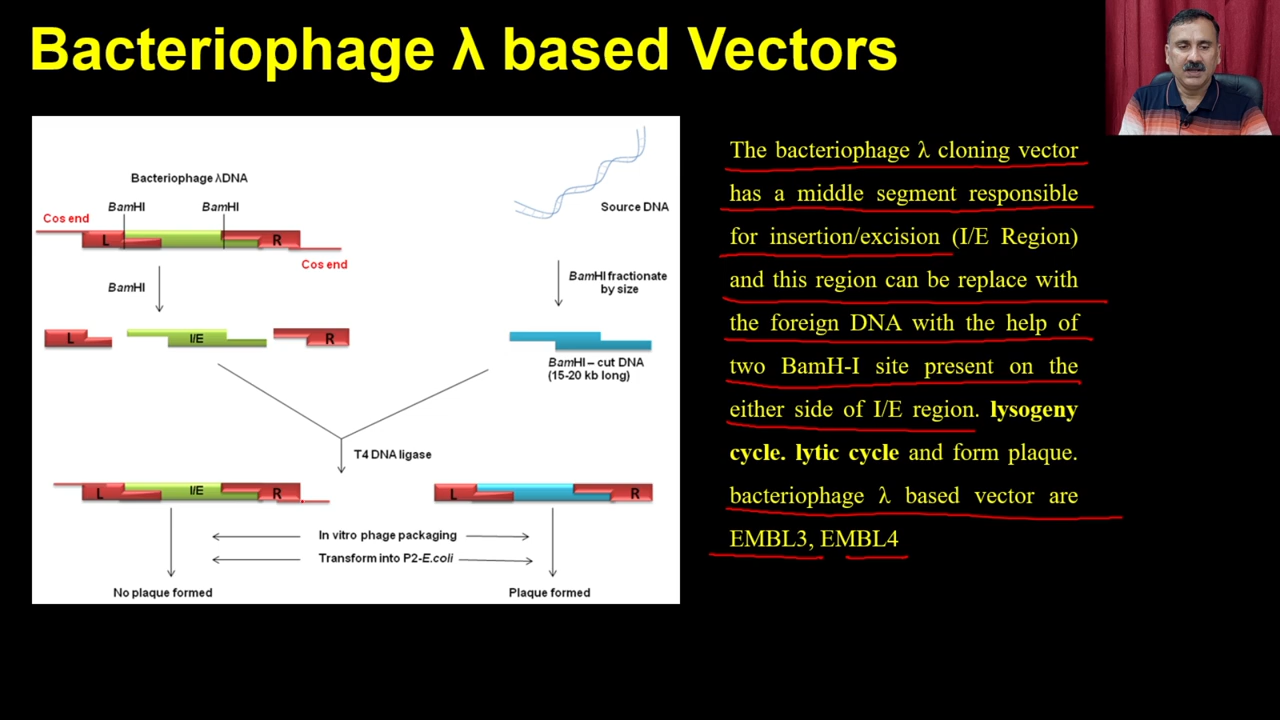 Bacteriophage λ based Vectors
Bacteriophage λDNA
BamHI BamHI
Cos end
L R
Cos end
BamHI
L I/E R
Source DNA
BamHI fractionate
by size
BamHI – cut DNA
(15-20 kb long)
T4 DNA ligase
L I/E R
L R
In vitro phage packaging
Transform into P2-E.coli
No plaque formed
Plaque formed
The bacteriophage λ cloning vector
has a middle segment responsible
for insertion/excision (I/E Region)
and this region can be replace with
the foreign DNA with the help of
two BamH-I site present on the
either side of I/E region. lysogeny
cycle. lytic cycle and form plaque.
bacteriophage λ based vector are
EMBL3, EMBL4